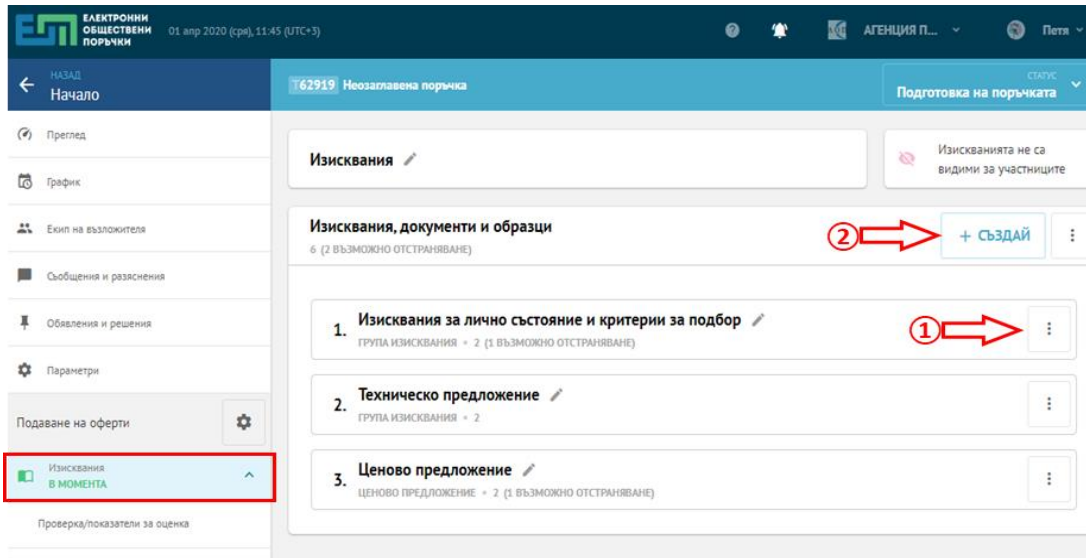 ЕЛЕКТРОННИ
ОБЩЕСТВЕНИ
ПОРЪЧКИ
01 апр 2020 (сря), 11:45 (UTC+3)
АГЕНЦИЯ П...
Петя
НАЗАД
Начало
T62919 Неозаглавена поръчка
СТАТУС
Подготовка на поръчката
Преглед
График
Екип на възложителя
Съобщения и разяснения
Обявления и решения
Параметри
Подаване на оферти
Изисквания
В МОМЕНТА
Проверка/показатели за оценка
Изисквания
Изискванията не са
видими за участниците
Изисквания, документи и образци
6 (2 ВЪЗМОЖНО ОТСТРАНЯВАНЕ)
2
+ СЪЗДАЙ
1. Изисквания за лично състояние и критерии за подбор
ГРУПА ИЗИСКВАНИЯ • 2 (1 ВЪЗМОЖНО ОТСТРАНЯВАНЕ)
1
2. Техническо предложение
ГРУПА ИЗИСКВАНИЯ • 2
3. Ценово предложение
ЦЕНОВО ПРЕДЛОЖЕНИЕ • 2 (1 ВЪЗМОЖНО ОТСТРАНЯВАНЕ)